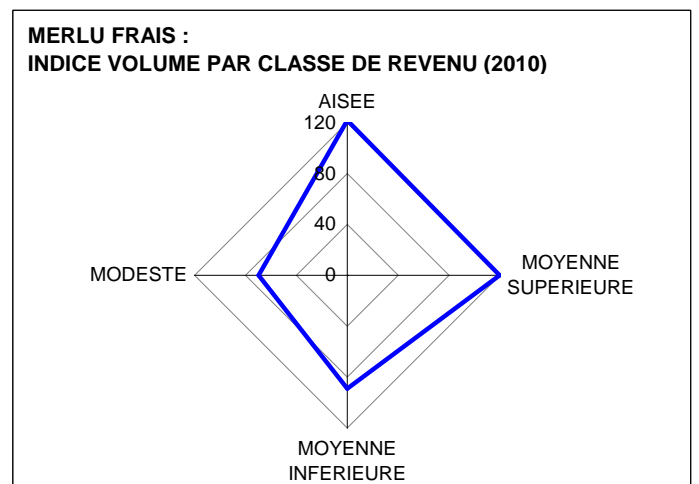 MERLU FRAIS :
INDICE VOLUME PAR CLASSE DE REVENU (2010)
AISEE
120
80
40
0
MODESTE
MOYENNE
SUPERIEURE
MOYENNE
INFERIEURE